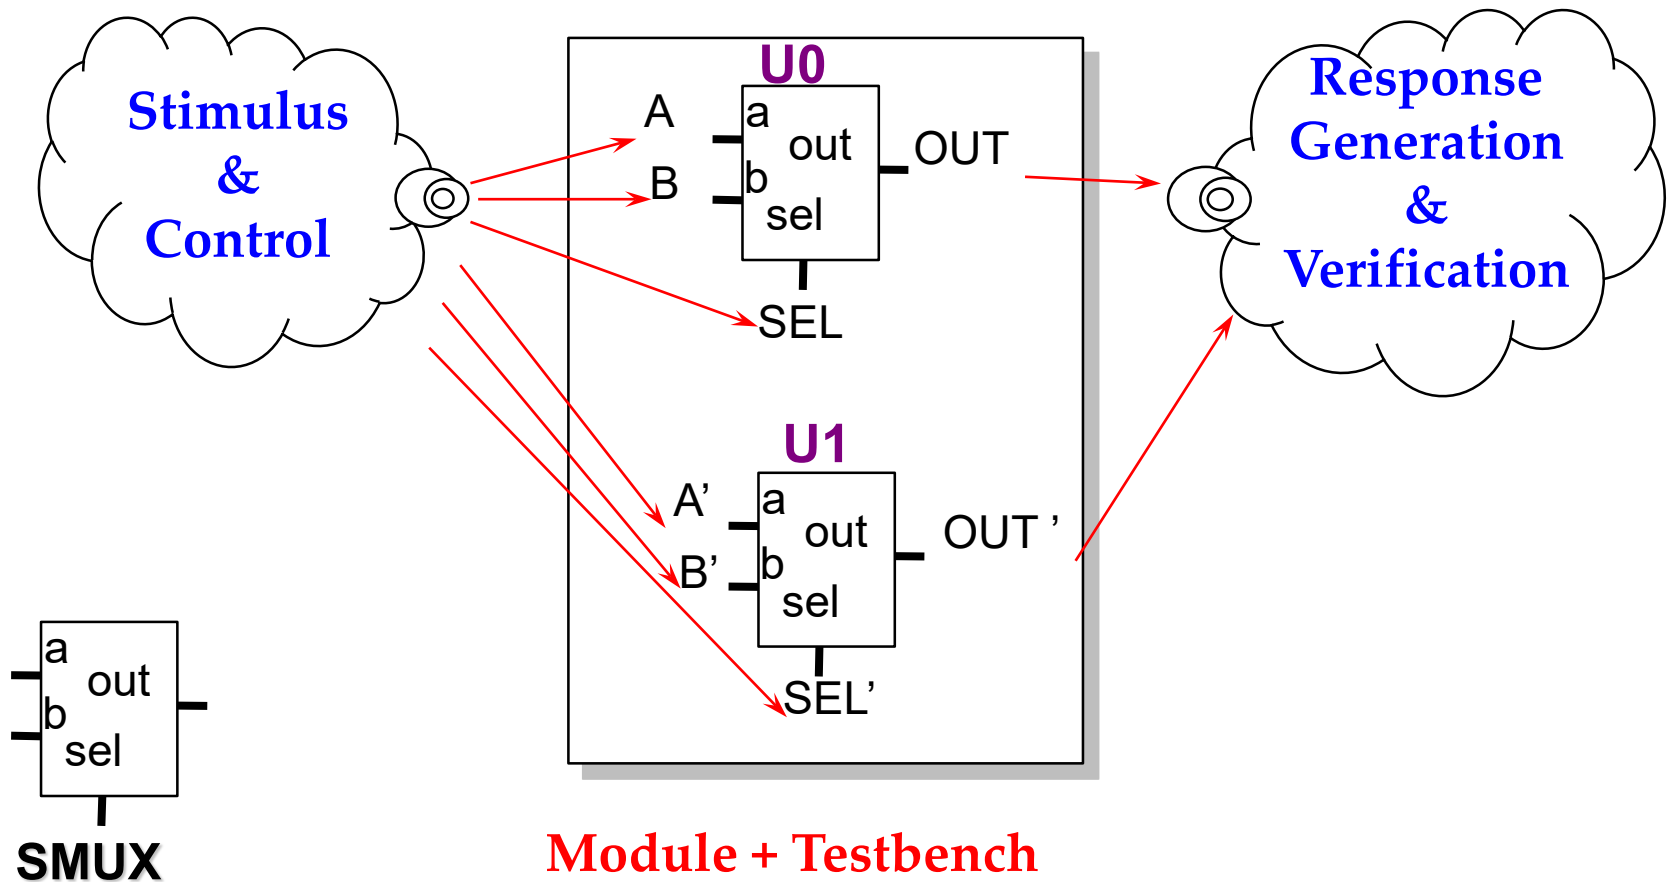 Stimulus
&
Control
U0
A
a
out
OUT
B
b
sel
SEL
Response
Generation
&
Verification
U1
A’
a
out
OUT ’
B’
b
sel
SEL’
a
out
b
sel
SMUX
Module + Testbench